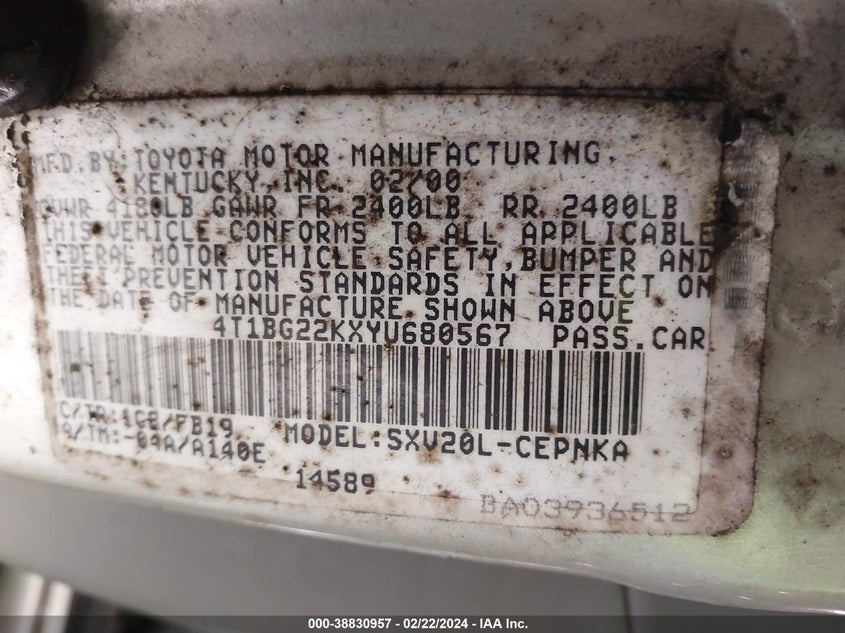 MFD.BY:TOYOTA MOTOR MANUFACTURING,
KENTUCKY,INC. 02/00
GVWR 4180LB GAWR FR 2400LB RR 2400LB
THIS VEHICLE CONFORMS TO ALL APPLICABLE
FEDERAL MOTOR VEHICLE SAFETY,BUMPER AND
THEFT PREVENTION STANDARDS IN EFFECT ON
THE DATE OF MANUFACTURE SHOWN ABOVE
4T1BG22KXYU680567 PASS.CAR
C/TR:1C8/FB19
A/TM:-04A/A140E MODEL:SXV20L-CEPNKA
14589
BA03936512
000-38830957 - 02/22/2024 - IAA Inc.